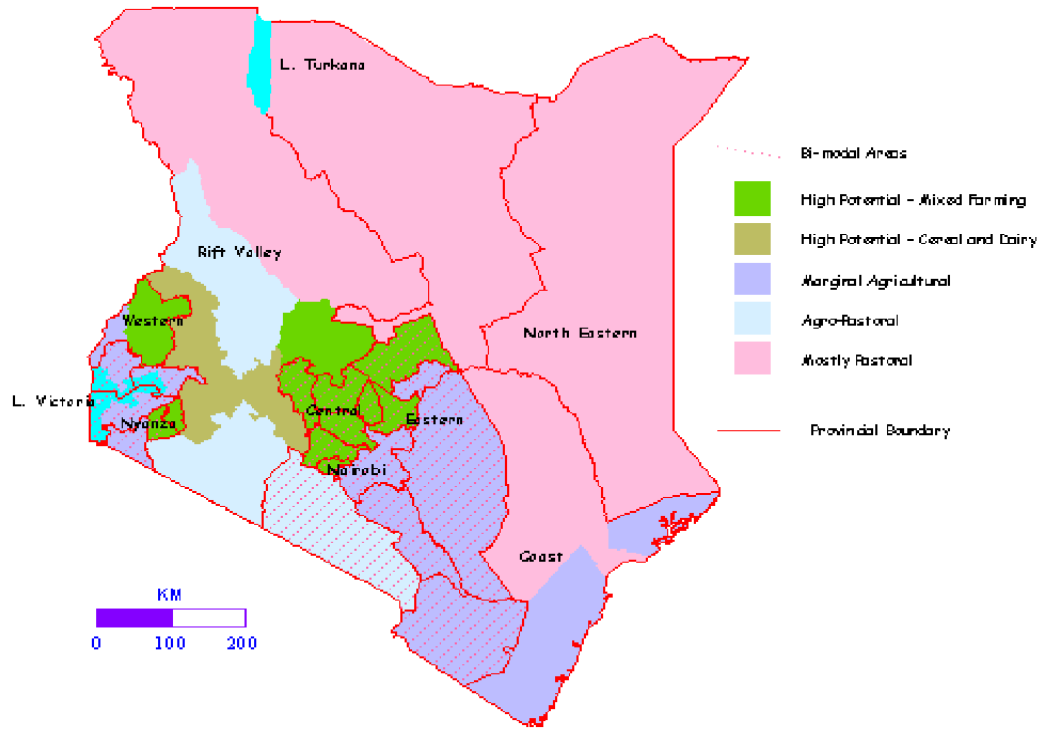 L. Turkana
Bi-modal Areas
High Potential - Mixed Farming
Rift Valley
High Potential - Cereal and Dairy
Marginal Agricultural
Western
Agro-Pastoral
North Eastern
Mostly Pastoral
L. Victoria
Central
Nyanza
Eastern
Provincial Boundary
Nairobi
Coast
KM
0 100 200